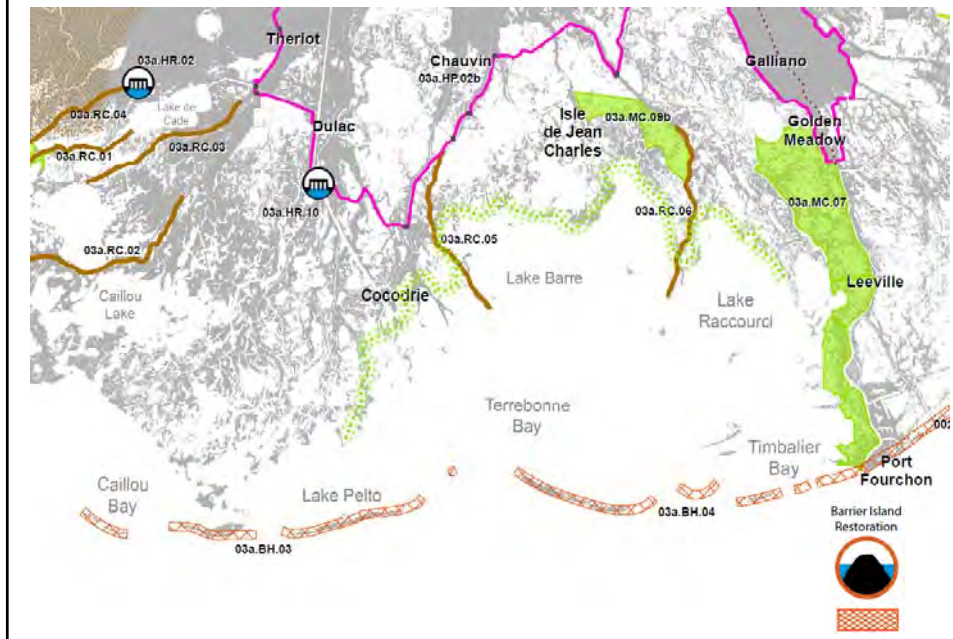 Theriot
03a.HR.02
Chauvin
03a.HP.02b
Galliano
03a.RC.04
Lake de
Cade
Dulac
Isle
de Jean
Charles
03a.MC.09b
Golden
Meadow
03a.RC.01
03a.RC.03
03a.MC.07
03a.HR.10
03a.RC.06
03a.RC.02
03a.RC.05
Lake Barre
Leeville
Caillou
Lake
Cocodrie
Lake
Raccourci
Terrebonne
Bay
Timbalier
Bay
002
Port
Fourchon
Caillou
Bay
Lake Pelto
03a.BH.04
03a.BH.03
Barrier Island
Restoration